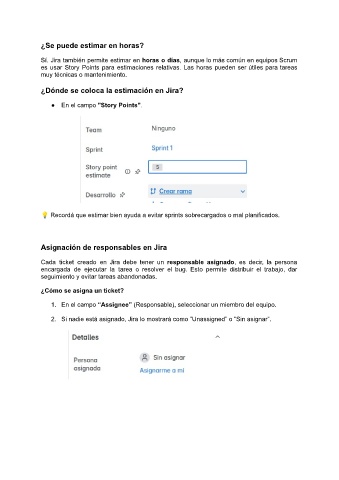 ¿Se puede estimar en horas?
Sí. Jira también permite estimar en horas o días, aunque lo más común en equipos Scrum
es usar Story Points para estimaciones relativas. Las horas pueden ser útiles para tareas
muy técnicas o mantenimiento.
¿Dónde se coloca la estimación en Jira?
● En el campo "Story Points".
Team Ninguno
Sprint Sprint 1
Story point estimate 5
Desarrollo Crear rama
💡 Recordá que estimar bien ayuda a evitar sprints sobrecargados o mal planificados.
Asignación de responsables en Jira
Cada ticket creado en Jira debe tener un responsable asignado, es decir, la persona
encargada de ejecutar la tarea o resolver el bug. Esto permite distribuir el trabajo, dar
seguimiento y evitar tareas abandonadas.
¿Cómo se asigna un ticket?
1. En el campo "Assignee" (Responsable), seleccionar un miembro del equipo.
2. Si nadie está asignado, Jira lo mostrará como "Unassigned" o "Sin asignar".
Detalles
Persona asignada Sin asignar
Asignarme a mí